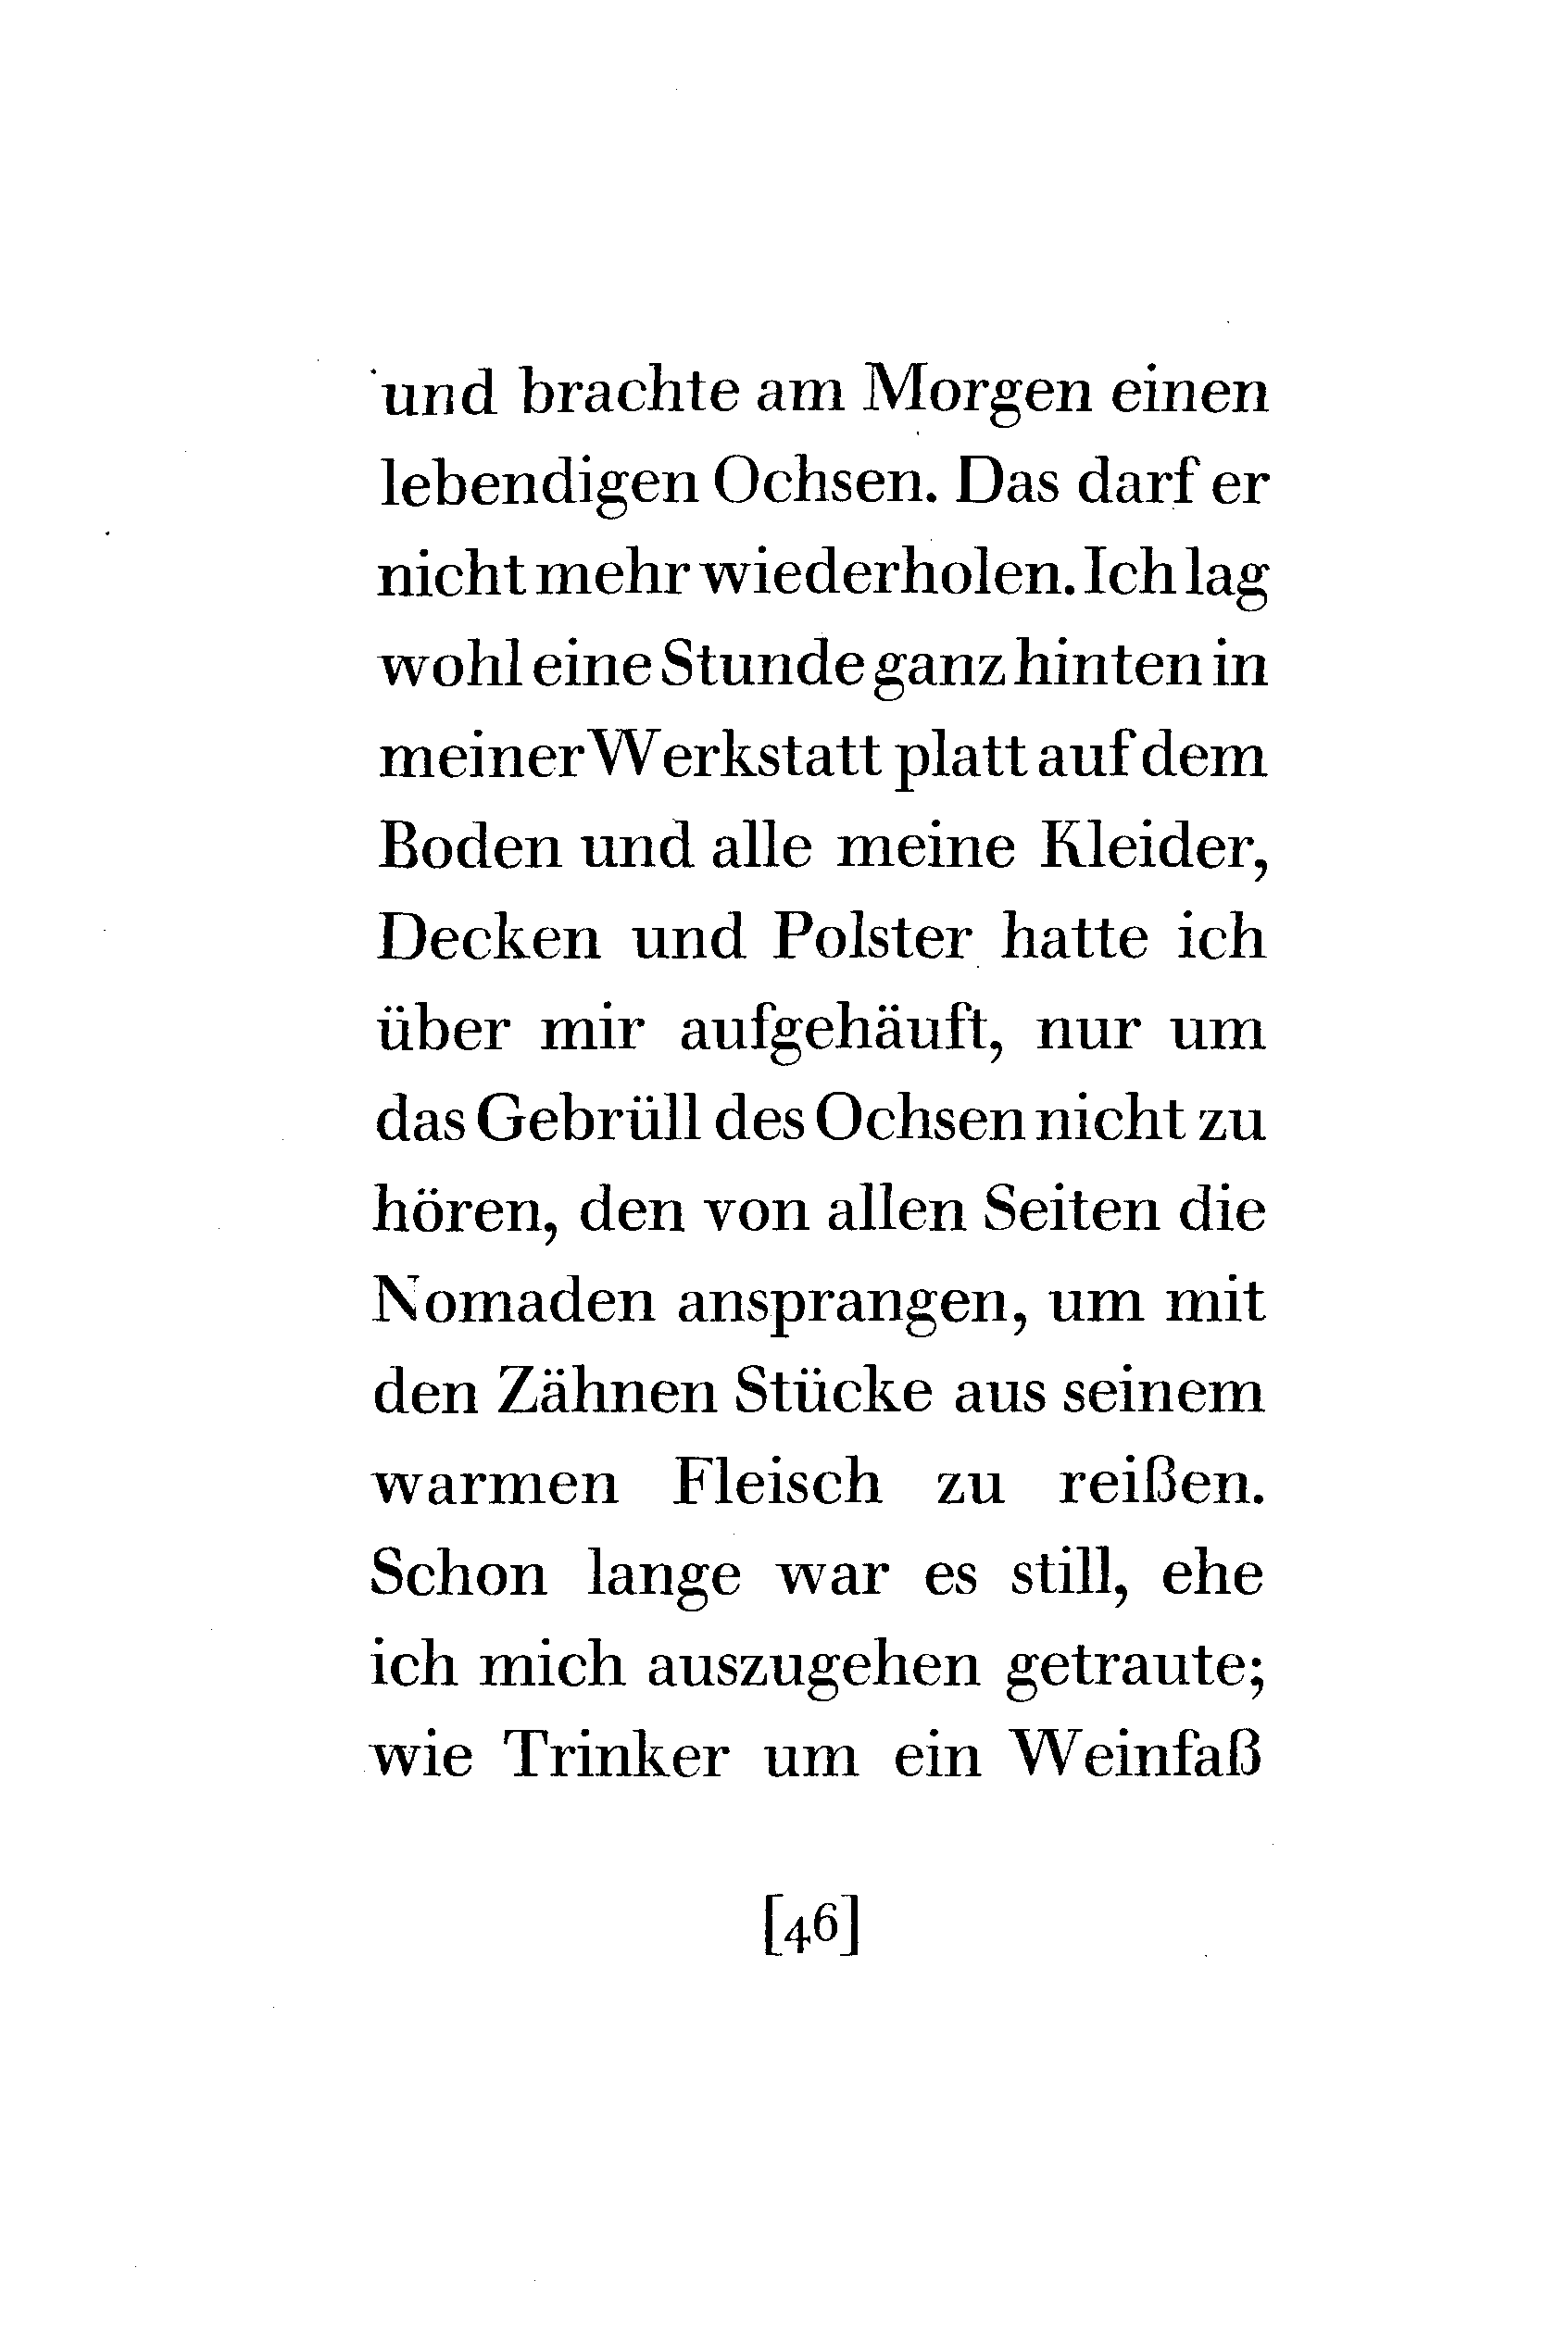 und brachte am Morgen einen
lebendigen Ochsen. Das darf er
nicht mehr wiederholen. Ich lag
wohl eine Stunde ganz hinten in
meiner Werkstatt platt auf dem
Boden und alle meine Kleider,
Decken und Polster hatte ich
über mir aufgehäuft, nur um
das Gebrüll des Ochsen nicht zu
hören, den von allen Seiten die
Nomaden ansprangen, um mit
den Zähnen Stücke aus seinem
warmen Fleisch zu reißen.
Schon lange war es still, ehe
ich mich auszugehen getraute;
wie Trinker um ein Weinfaß
[46]